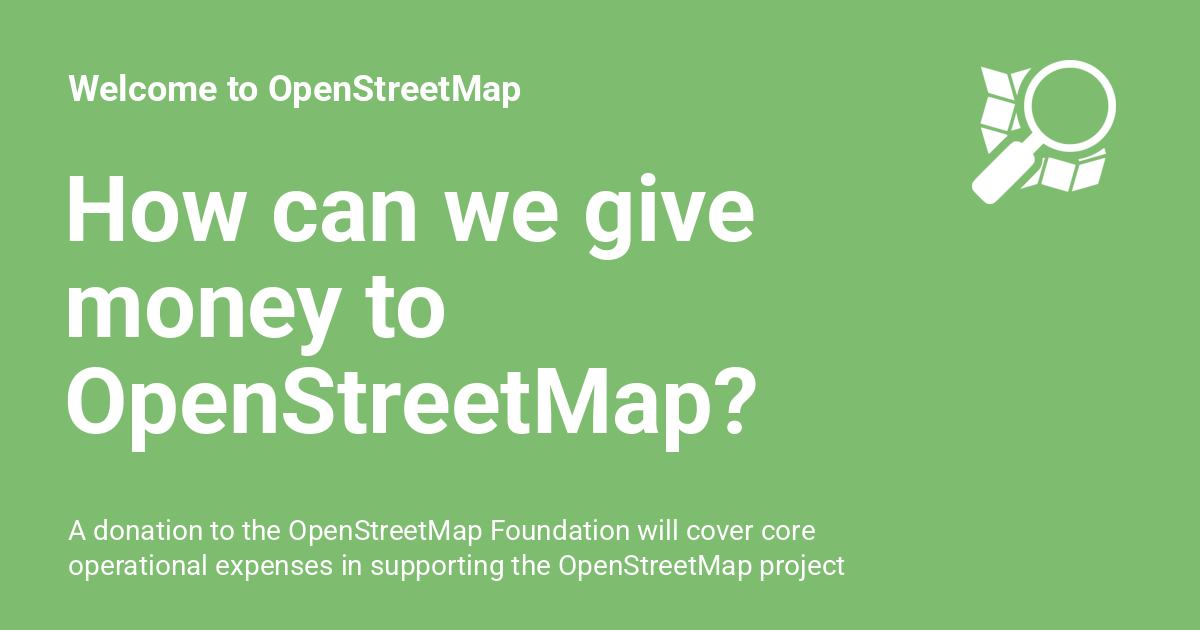 Welcome to OpenStreetMap
How can we give
money to
OpenStreetMap?
A donation to the OpenStreetMap Foundation will cover core
operational expenses in supporting the OpenStreetMap project